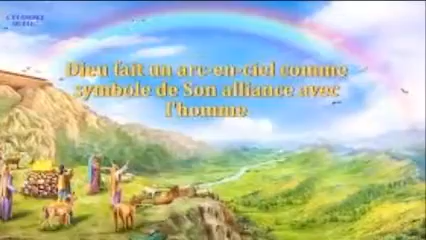 Dieu fait un arc-en-ciel comme
symbole de Son alliance avec
l'homme